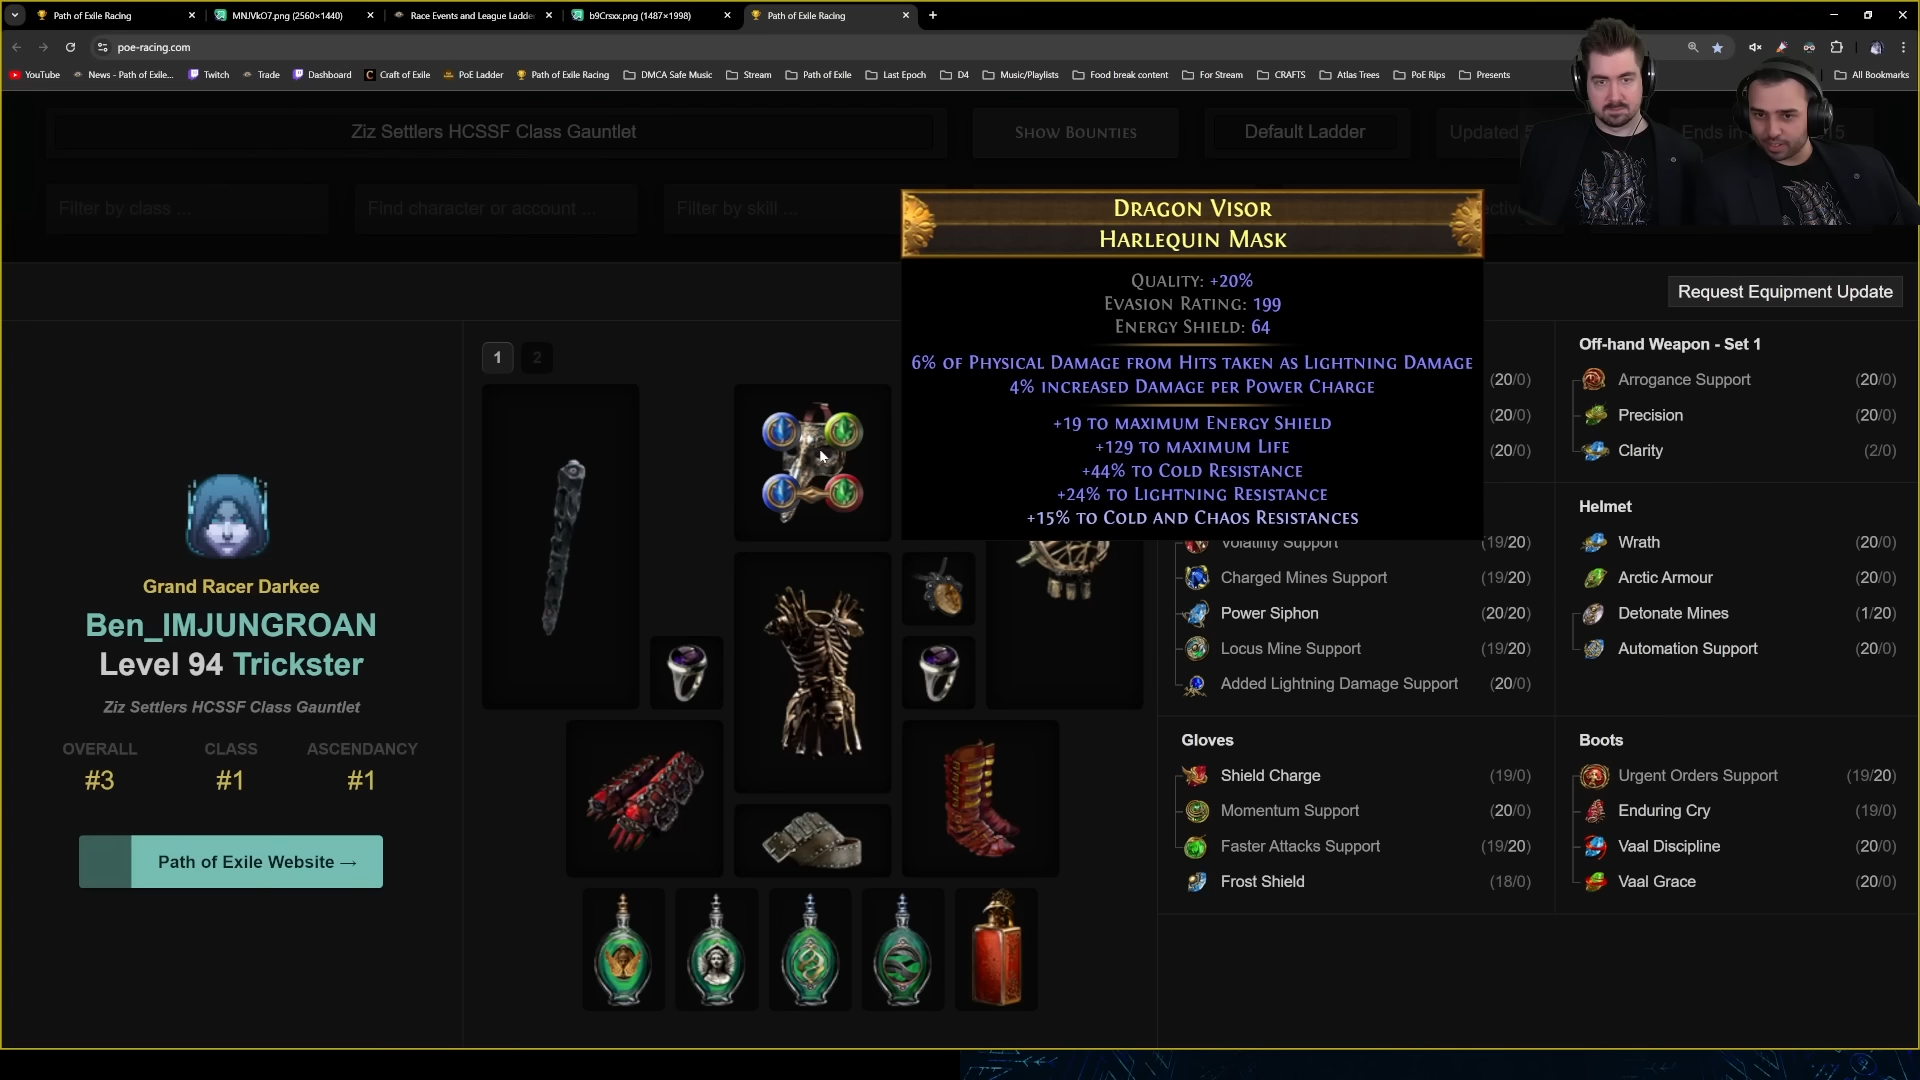 Path of Exile Racing
MNJVkO7.png (2560×1440)
Race Events and League Ladder
b9Crsxx.png (1487×1998)
Path of Exile Racing
poe-racing.com
YouTube
News - Path of Exile...
Twitch
Trade
Dashboard
Craft of Exile
PoE Ladder
Path of Exile Racing
DMCA Safe Music
Stream
Path of Exile
Last Epoch
D4
Music/Playlists
Food break content
For Stream
CRAFTS
Atlas Trees
PoE Rips
Presents
All Bookmarks
Ziz Settlers HCSSF Class Gauntlet
Show Bounties
Default Ladder
Updated 5
Ends in
15
Filter by class ...
Find character or account ...
Filter by skill ...
Request Equipment Update
Dragon Visor
Harlequin Mask
Quality: +20%
Evasion Rating: 199
Energy Shield: 64
6% of Physical Damage from Hits taken as Lightning Damage
4% increased Damage per Power Charge
+19 to maximum Energy Shield
+129 to maximum Life
+44% to Cold Resistance
+24% to Lightning Resistance
+15% to Cold and Chaos Resistances
1
2
Grand Racer Darkee
Ben_IMJUNGROAN
Level 94 Trickster
Ziz Settlers HCSSF Class Gauntlet
OVERALL
#3
CLASS
#1
ASCENDANCY
#1
Path of Exile Website →
(20/0)
(20/0)
(20/0)
Volatility Support (19/20)
Charged Mines Support (19/20)
Power Siphon (20/20)
Locus Mine Support (19/20)
Added Lightning Damage Support (20/0)
Off-hand Weapon - Set 1
Arrogance Support (20/0)
Precision (20/0)
Clarity (2/0)
Helmet
Wrath (20/0)
Arctic Armour (20/0)
Detonate Mines (1/20)
Automation Support (20/0)
Gloves
Shield Charge (19/0)
Momentum Support (20/0)
Faster Attacks Support (19/20)
Frost Shield (18/0)
Boots
Urgent Orders Support (19/20)
Enduring Cry (19/0)
Vaal Discipline (20/0)
Vaal Grace (20/0)